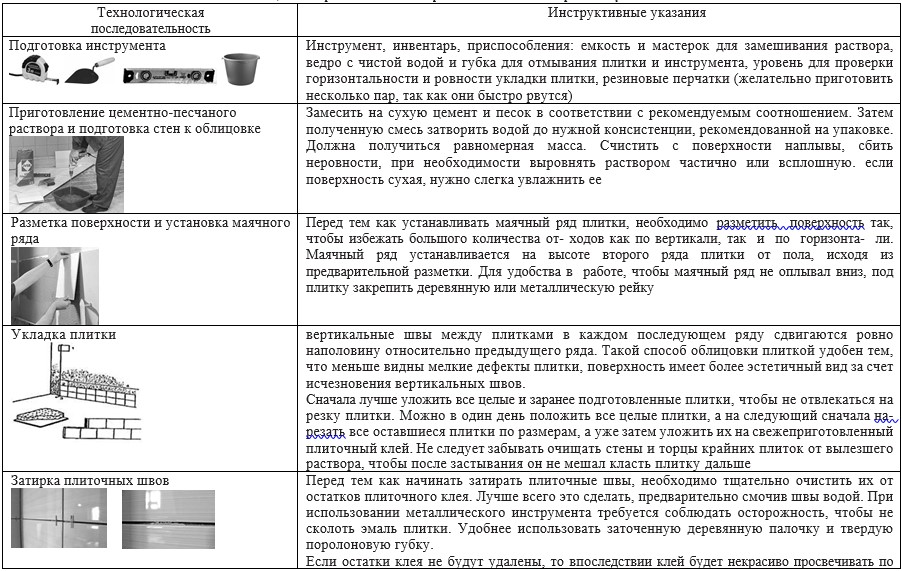 Технологическая
последовательность
Инструктивные указания
Подготовка инструмента
Инструмент, инвентарь, приспособления: емкость и мастерок для замешивания раствора,
ведро с чистой водой и губка для отмывания плитки и инструмента, уровень для проверки
горизонтальности и ровности укладки плитки, резиновые перчатки (желательно приготовить
несколько пар, так как они быстро рвутся)
Приготовление цементно-песчаного
раствора и подготовка стен к облицовке
Замесить на сухую цемент и песок в соответствии с рекомендуемым соотношением. Затем
полученную смесь затворить водой до нужной консистенции, рекомендованной на упаковке.
Должна получиться равномерная масса. Счистить с поверхности наплывы, сбить
неровности, при необходимости выровнять раствором частично или всплошную. если
поверхность сухая, нужно слегка увлажнить ее
Разметка поверхности и установка маячного
ряда
Перед тем как устанавливать маячный ряд плитки, необходимо разметить поверхность так,
чтобы избежать большого количества от- ходов как по вертикали, так и по горизонта- ли.
Маячный ряд устанавливается на высоте второго ряда плитки от пола, исходя из
предварительной разметки. Для удобства в работе, чтобы маячный ряд не оплывал вниз, под
плитку закрепить деревянную или металлическую рейку
Укладка плитки
вертикальные швы между плитками в каждом последующем ряду сдвигаются ровно
наполовину относительно предыдущего ряда. Такой способ облицовки плиткой удобен тем,
что меньше видны мелкие дефекты плитки, поверхность имеет более эстетичный вид за счет
исчезновения вертикальных швов.
Сначала лучше уложить все целые и заранее подготовленные плитки, чтобы не отвлекаться на
резку плитки. Можно в один день положить все целые плитки, а на следующий сначала на-
резать все оставшиеся плитки по размерам, а уже затем уложить их на свежеприготовленный
плиточный клей. Не следует забывать очищать стены и торцы крайних плиток от вылезшего
раствора, чтобы после застывания он не мешал класть плитку дальше
Затирка плиточных швов
Перед тем как начинать затирать плиточные швы, необходимо тщательно очистить их от
остатков плиточного клея. Лучше всего это сделать, предварительно смочив швы водой. При
использовании металлического инструмента требуется соблюдать осторожность, чтобы не
сколоть эмаль плитки. Удобнее использовать заточенную деревянную палочку и твердую
поролоновую губку.
Если остатки клея не будут удалены, то впоследствии клей будет некрасиво просвечивать по